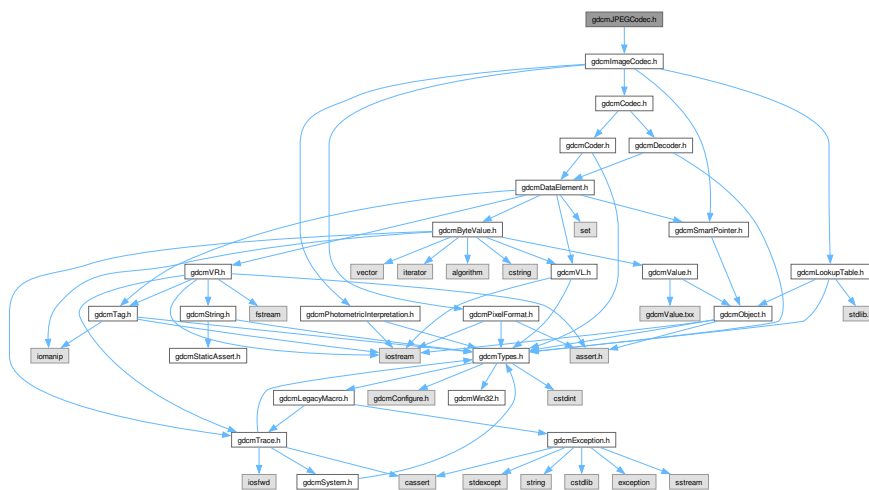 gdcmJPEGCodec.h
gdcmImageCodec.h
gdcmCodec.h
gdcmCoder.h
gdcmDecoder.h
gdcmDataElement.h
gdcmByteValue.h
set
gdcmSmartPointer.h
gdcmVR.h
vector
iterator
algorithm
cstring
gdcmVL.h
gdcmValue.h
gdcmLookupTable.h
gdcmTag.h
gdcmString.h
fstream
gdcmPhotometricInterpretation.h
gdcmPixelFormat.h
gdcmValue.txx
gdcmObject.h
stdlib.h
iomanip
gdcmStaticAssert.h
iostream
gdcmTypes.h
assert.h
gdcmLegacyMacro.h
gdcmConfigure.h
gdcmWin32.h
cstdint
gdcmTrace.h
gdcmException.h
iosfwd
gdcmSystem.h
cassert
stdexcept
string
cstdlib
exception
sstream